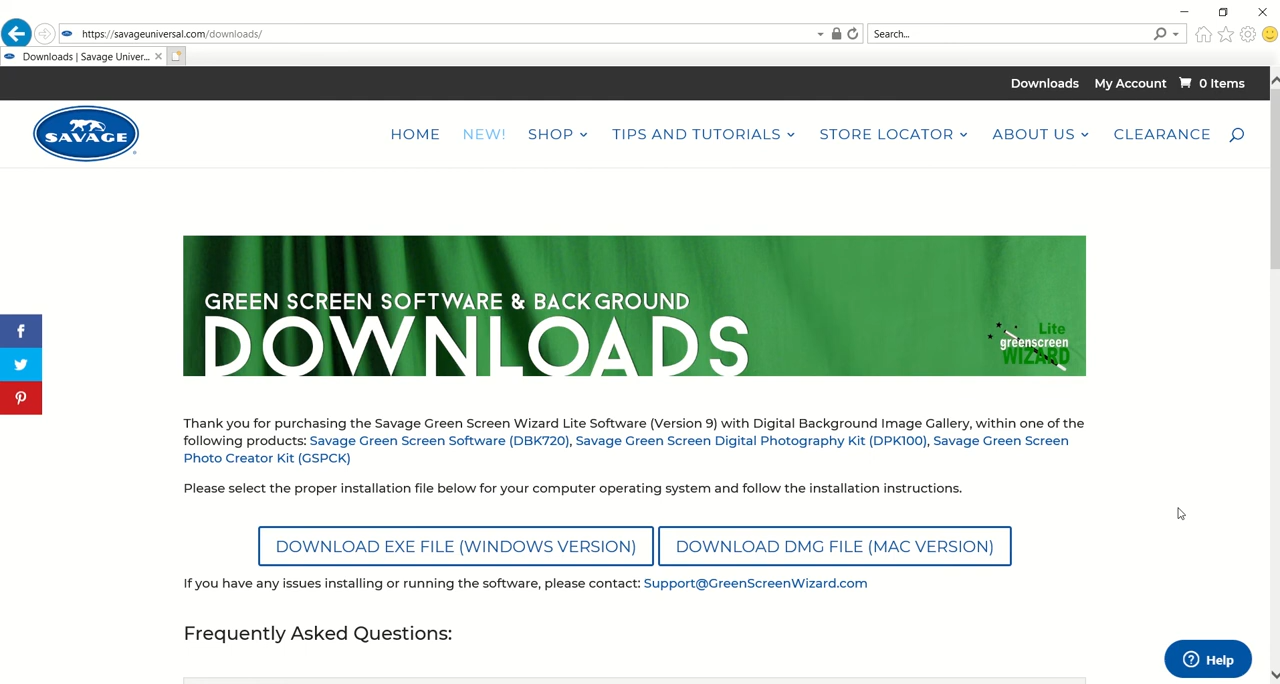 https://savageuniversal.com/downloads/
Search...
Downloads | Savage Univer...
Downloads My Account 0 Items
SAVAGE
HOME NEW! SHOP TIPS AND TUTORIALS STORE LOCATOR ABOUT US CLEARANCE
GREEN SCREEN SOFTWARE & BACKGROUND
DOWNLOADS
Lite
greenscreen
WIZARD
Thank you for purchasing the Savage Green Screen Wizard Lite Software (Version 9) with Digital Background Image Gallery, within one of the
following products: Savage Green Screen Software (DBK720), Savage Green Screen Digital Photography Kit (DPK100), Savage Green Screen
Photo Creator Kit (GSPCK)
Please select the proper installation file below for your computer operating system and follow the installation instructions.
DOWNLOAD EXE FILE (WINDOWS VERSION) DOWNLOAD DMG FILE (MAC VERSION)
If you have any issues installing or running the software, please contact: Support@GreenScreenWizard.com
Frequently Asked Questions:
Help